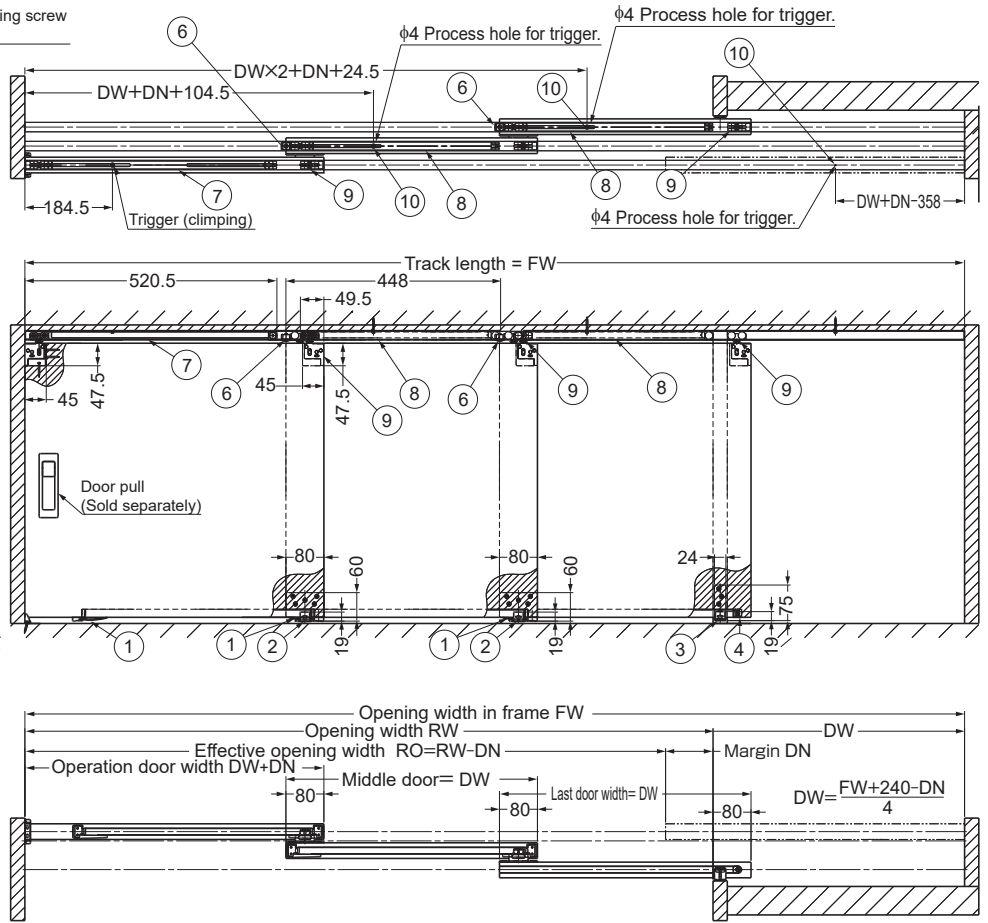 ing screw
6
ϕ4 Process hole for trigger.
ϕ4 Process hole for trigger.
10
DW×2+DN+24.5
DW+DN+104.5
6
10
7
9
10
8
8
9
184.5
Trigger (climping)
ϕ4 Process hole for trigger.
DW+DN-358
Track length = FW
520.5
448
49.5
7
6
8
9
6
9
8
9
45
47.5
45
47.5
Door pull
(Sold separately)
80
60
80
60
24
75
19
19
19
1
1
2
1
2
3
4
Opening width in frame FW
Opening width RW
DW
Effective opening width RO=RW-DN
Margin DN
Operation door width DW+DN
Middle door= DW
Last door width= DW
80
80
80
DW=FW+240-DN
4